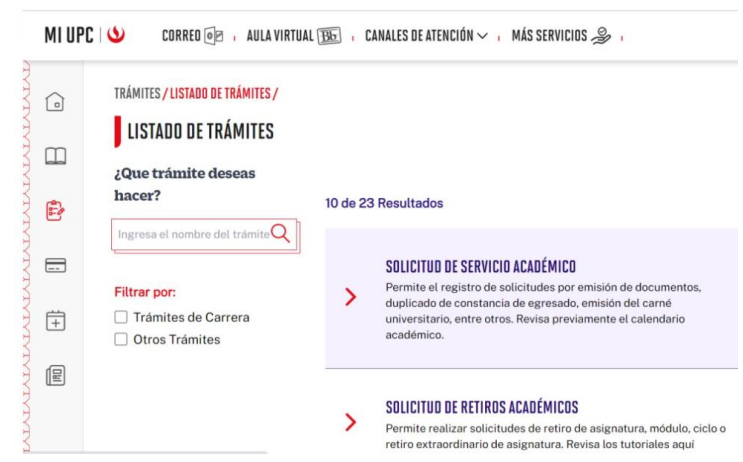 MI UPC
CORREO
AULA VIRTUAL Bb
CANALES DE ATENCIÓN
MÁS SERVICIOS
TRÁMITES / LISTADO DE TRÁMITES /
LISTADO DE TRÁMITES
¿Que trámite deseas
hacer?
Ingresa el nombre del trámite
Filtrar por:
Trámites de Carrera
Otros Trámites
10 de 23 Resultados
SOLICITUD DE SERVICIO ACADÉMICO
Permite el registro de solicitudes por emisión de documentos,
duplicado de constancia de egresado, emisión del carné
universitario, entre otros. Revisa previamente el calendario
académico.
SOLICITUD DE RETIROS ACADÉMICOS
Permite realizar solicitudes de retiro de asignatura, módulo, ciclo o
retiro extraordinario de asignatura. Revisa los tutoriales aquí